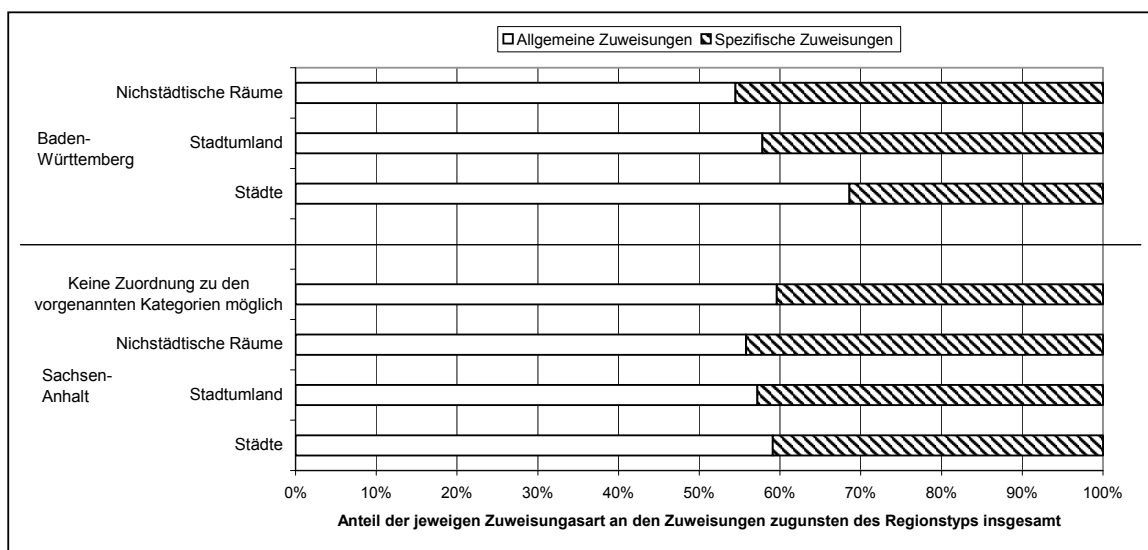 Allgemeine Zuweisungen Spezifische Zuweisungen
Baden-
Württemberg
Nichstädtische Räume
Stadtumland
Städte
Sachsen-
Anhalt
Keine Zuordnung zu den
vorgenannten Kategorien möglich
Nichstädtische Räume
Stadtumland
Städte
0% 10% 20% 30% 40% 50% 60% 70% 80% 90% 100%
Anteil der jeweigen Zuweisungasart an den Zuweisungen zugunsten des Regionstyps insgesamt